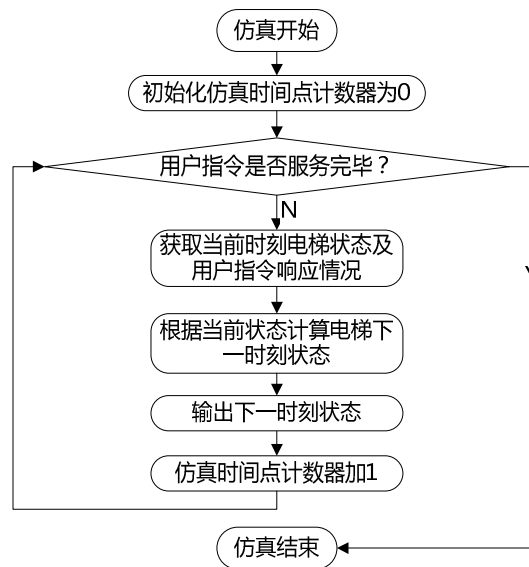 仿真开始
初始化仿真时间点计数器为0
用户指令是否服务完毕？
N
获取当前时刻电梯状态及
用户指令响应情况
根据当前状态计算电梯下
一时刻状态
输出下一时刻状态
仿真时间点计数器加1
仿真结束